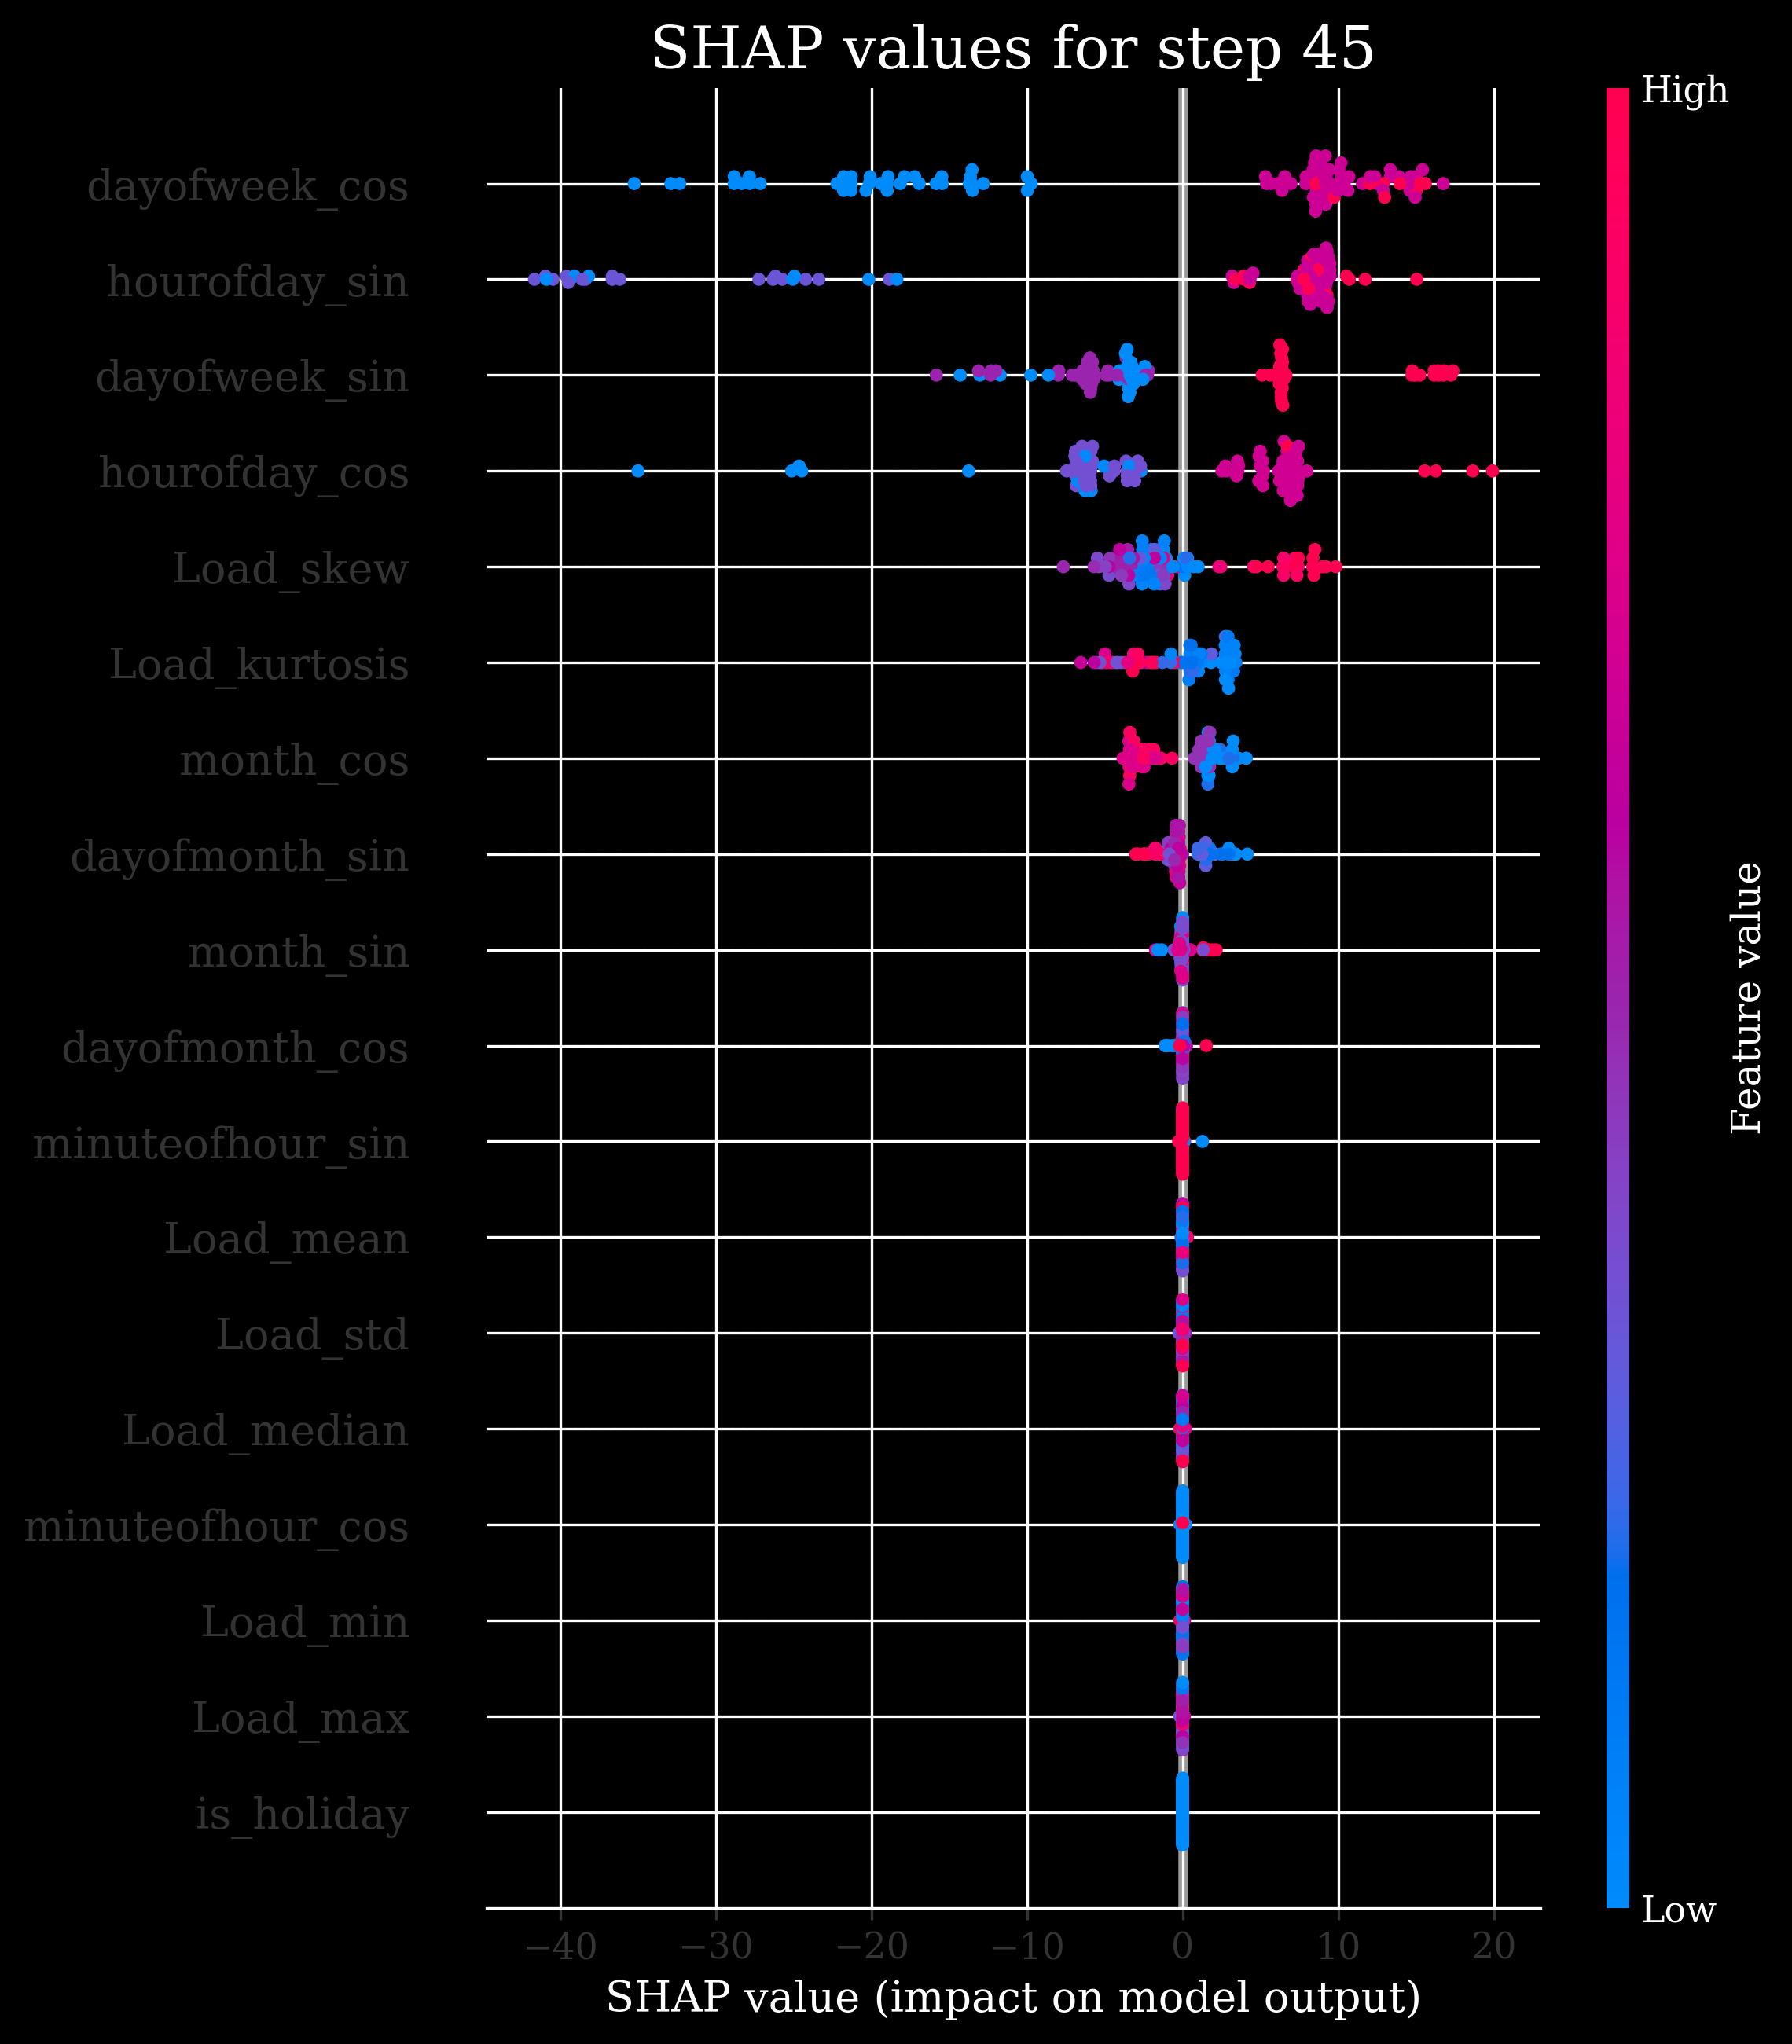 SHAP values for step 45
High
dayofweek_cos
hourofday_sin
dayofweek_sin
hourofday_cos
Load_skew
Load_kurtosis
month_cos
dayofmonth_sin
month_sin
dayofmonth_cos
minuteofhour_sin
Load_mean
Load_std
Load_median
minuteofhour_cos
Load_min
Load_max
is_holiday
Feature value
Low
−40 −30 −20 −10 0 10 20
SHAP value (impact on model output)